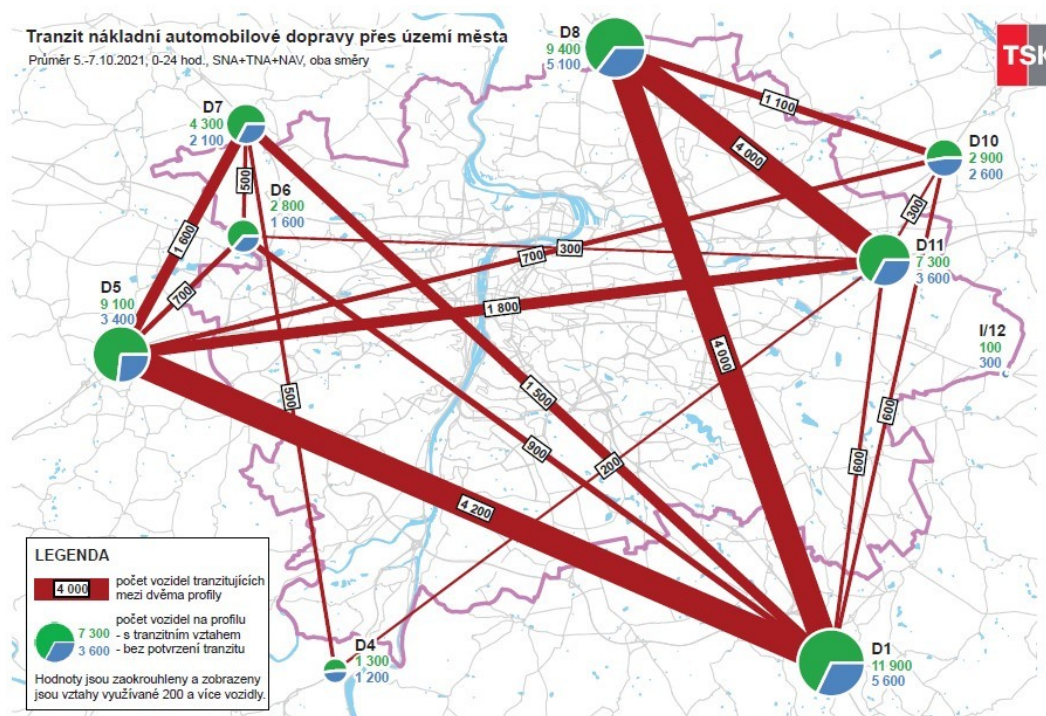 Tranzit nákladní automobilové dopravy přes území města
Průměr 5.-7.10.2021, 0-24 hod., SNA+TNA+NAV, oba směry
TSK
D8
9 400
5 100
D7
4 300
2 100
1 100
D10
2 900
2 600
4 000
500
D6
2 800
1 600
300
1 600
D11
7 300
3 600
700
300
700
D5
9 100
3 400
1 800
I/12
100
300
4 000
500
1 500
600
900
200
600
4 200
LEGENDA
4 000
počet vozidel tranzitujících
mezi dvěma profily
počet vozidel na profilu
7 300
- s tranzitním vztahem
3 600
- bez potvrzení tranzitu
Hodnoty jsou zaokrouhleny a zobrazeny
jsou vztahy využívané 200 a více vozidly.
D4
1 300
1 200
D1
11 900
5 600